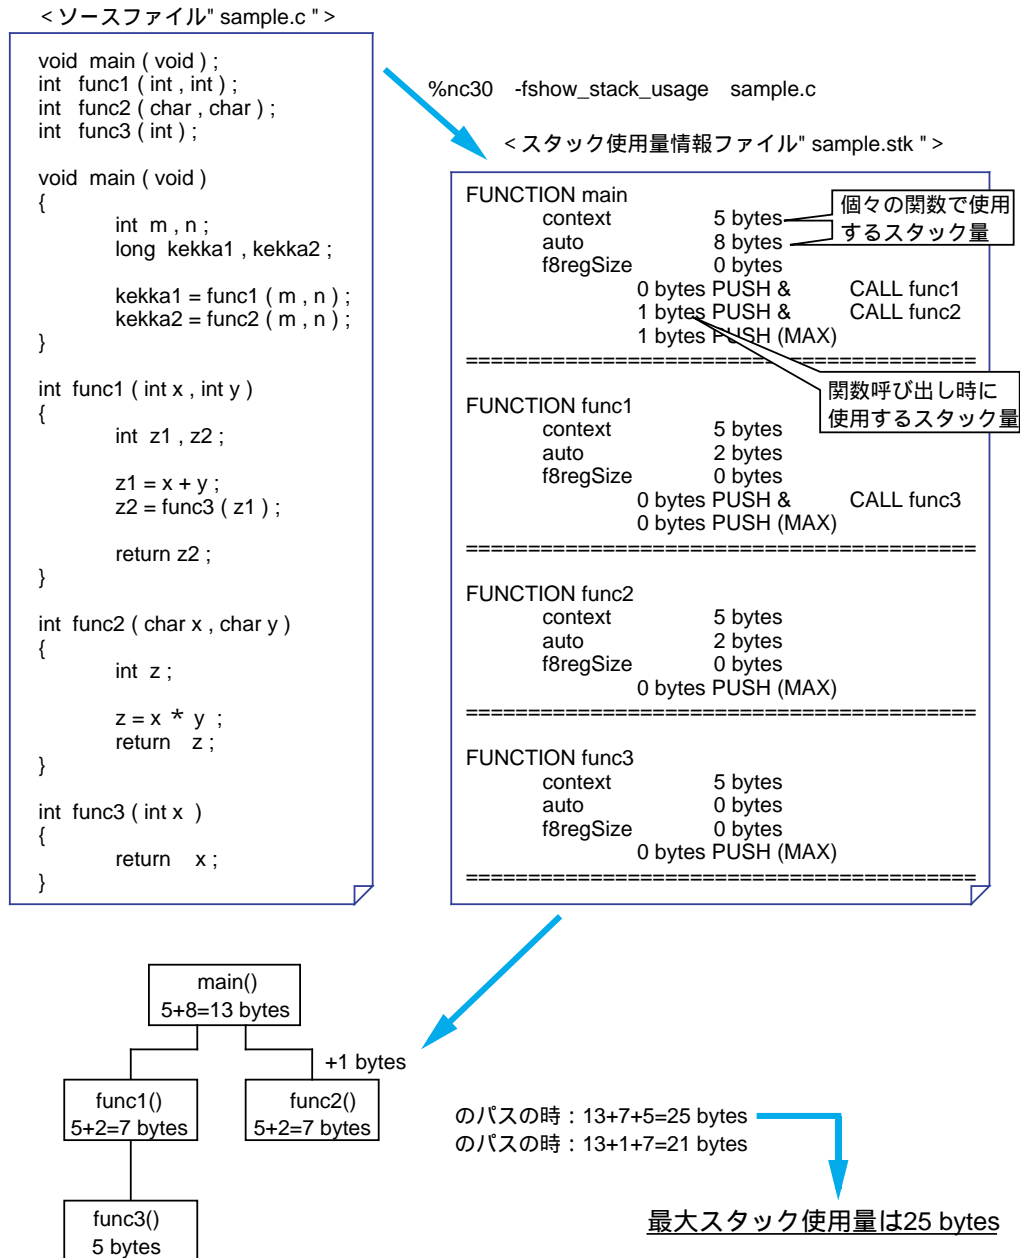 ＜ソースファイル" sample.c "＞
void main ( void ) ;
int func1 ( int , int ) ;
int func2 ( char , char ) ;
int func3 ( int ) ;
void main ( void )
{
int m , n ;
long kekka1 , kekka2 ;
kekka1 = func1 ( m , n ) ;
kekka2 = func2 ( m , n ) ;
}
int func1 ( int x , int y )
{
int z1 , z2 ;
z1 = x + y ;
z2 = func3 ( z1 ) ;
return z2 ;
}
int func2 ( char x , char y )
{
int z ;
z = x * y ;
return z ;
}
int func3 ( int x )
{
return x ;
}
%nc30 -fshow_stack_usage sample.c
＜スタック使用量情報ファイル" sample.stk "＞
FUNCTION main
context 5 bytes
auto 8 bytes
f8regSize 0 bytes
0 bytes PUSH & CALL func1
1 bytes PUSH & CALL func2
1 bytes PUSH (MAX)
=========================================
FUNCTION func1
context 5 bytes
auto 2 bytes
f8regSize 0 bytes
0 bytes PUSH & CALL func3
0 bytes PUSH (MAX)
=========================================
FUNCTION func2
context 5 bytes
auto 2 bytes
f8regSize 0 bytes
0 bytes PUSH (MAX)
=========================================
FUNCTION func3
context 5 bytes
auto 0 bytes
f8regSize 0 bytes
0 bytes PUSH (MAX)
=========================================
個々の関数で使用
するスタック量
関数呼び出し時に
使用するスタック量
main()
5+8=13 bytes
+1 bytes
func1()
5+2=7 bytes
func2()
5+2=7 bytes
func3()
5 bytes
のパスの時：13+7+5=25 bytes
のパスの時：13+1+7=21 bytes
最大スタック使用量は25 bytes